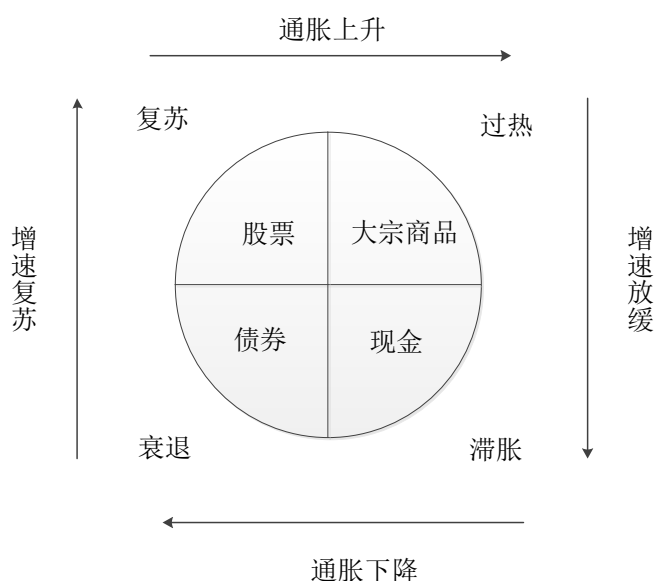 通胀上升
复苏
过热
股票
大宗商品
增速复苏
增速放缓
债券
现金
衰退
滞胀
通胀下降